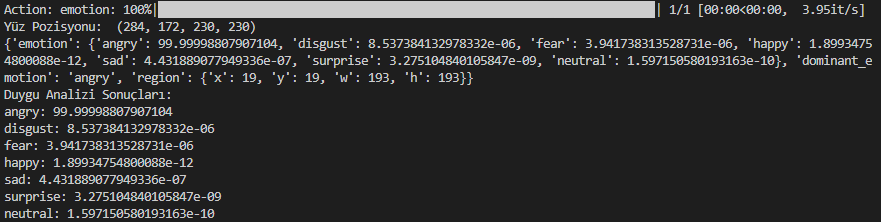 Action: emotion: 100%| | 1/1 [00:00<00:00,  3.95it/s]
Yüz Pozisyonu:  (284, 172, 230, 230)
{'emotion': {'angry': 99.99998807907104, 'disgust': 8.537384132978332e-06, 'fear': 3.941738313528731e-06, 'happy': 1.8993475
4800088e-12, 'sad': 4.431889077949336e-07, 'surprise': 3.275104840105847e-09, 'neutral': 1.597150580193163e-10}, 'dominant_e
motion': 'angry', 'region': {'x': 19, 'y': 19, 'w': 193, 'h': 193}}
Duygu Analizi Sonuçları:
angry: 99.99998807907104
disgust: 8.537384132978332e-06
fear: 3.941738313528731e-06
happy: 1.89934754800088e-12
sad: 4.431889077949336e-07
surprise: 3.275104840105847e-09
neutral: 1.597150580193163e-10